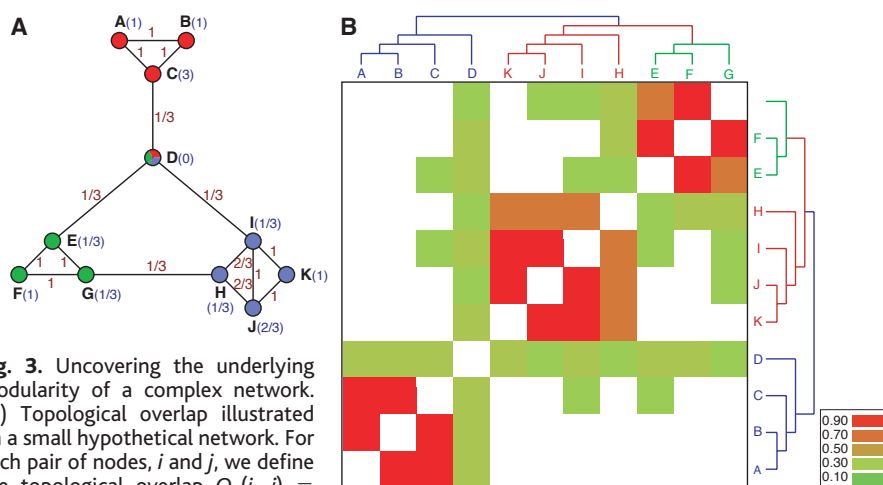 A
A(1)
B(1)
1
1
1
C(3)
1/3
D(0)
1/3
1/3
E(1/3)
I(1/3)
1
1
1
1/3
2/3
2/3
1
1
1
F(1)
G(1/3)
H
(1/3)
K(1)
J(2/3)
3. Uncovering the underlying
of a complex network.
Topological overlap illustrated
a small hypothetical network. For
pair of nodes, i and j, we define
topological overlap
B
A B C D K J I H E F G
F
E
H
I
J
K
D
C
B
A
0.90
0.70
0.50
0.30
0.10